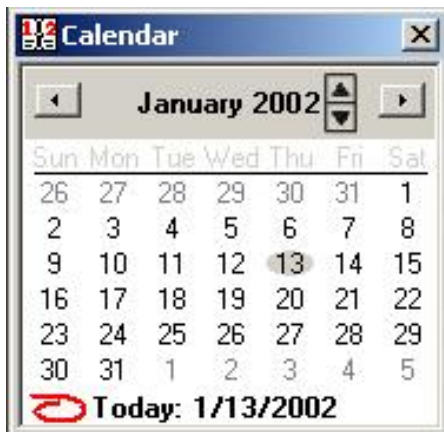 Calendar
January 2002
Sun Mon Tue Wed Thu Fri Sat
26 27 28 29 30 31 1
2 3 4 5 6 7 8
9 10 11 12 13 14 15
16 17 18 19 20 21 22
23 24 25 26 27 28 29
30 31 1 2 3 4 5
Today: 1/13/2002